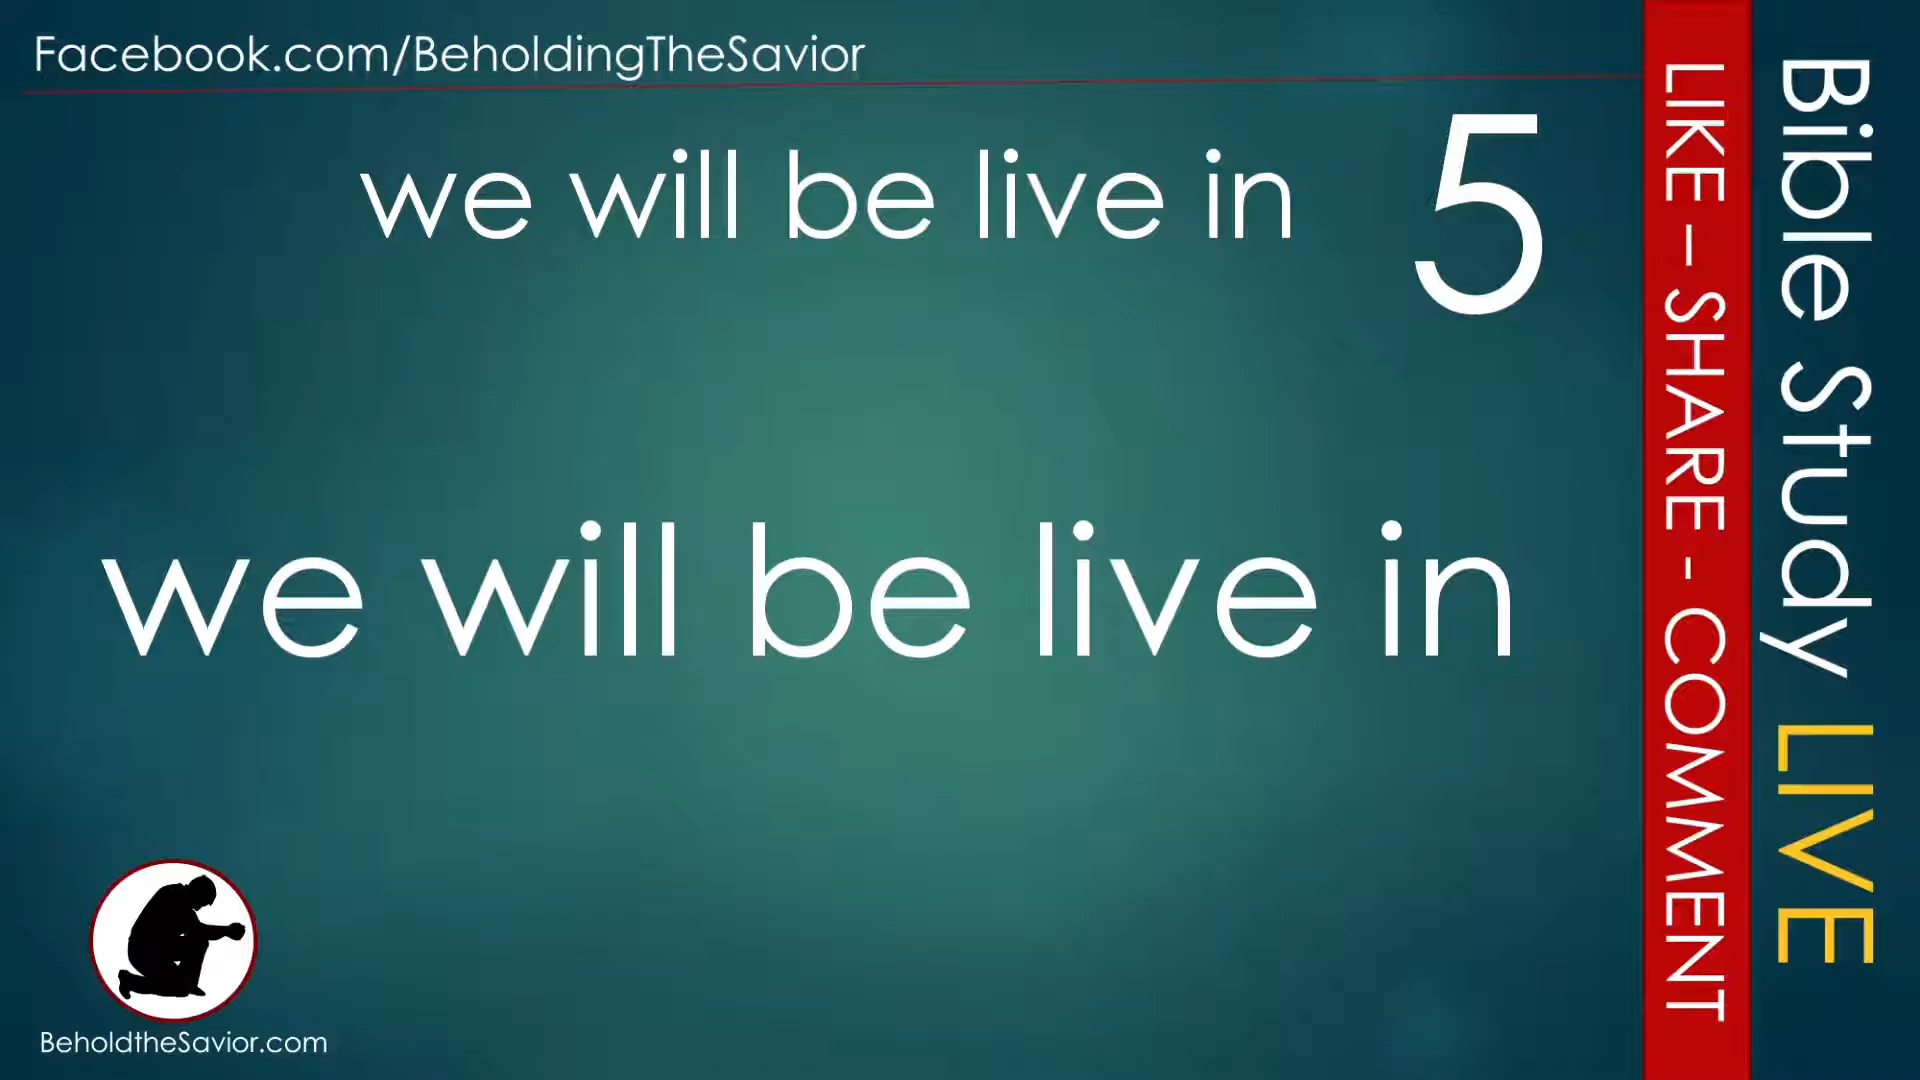 Facebook.com/BeholdingTheSavior
we will be live in 5
we will be live in
BeholdtheSavior.com
LIKE – SHARE - COMMENT
Bible Study LIVE